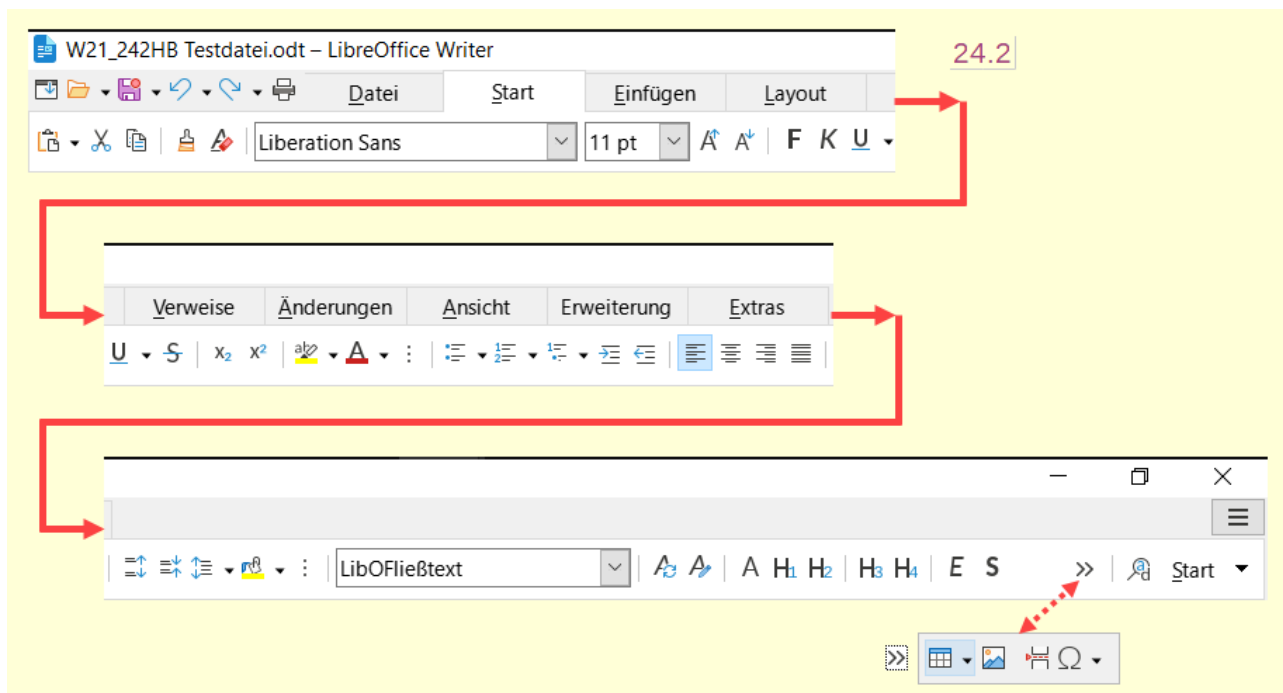 W21_242HB Testdatei.odt – LibreOffice Writer
24.2
Datei Start Einfügen Layout
Liberation Sans 11 pt F K U
Verweise Änderungen Ansicht Erweiterung Extras
U S x₂ x² A
LibOFließtext A H1 H2 H3 H4 E S » Start
»